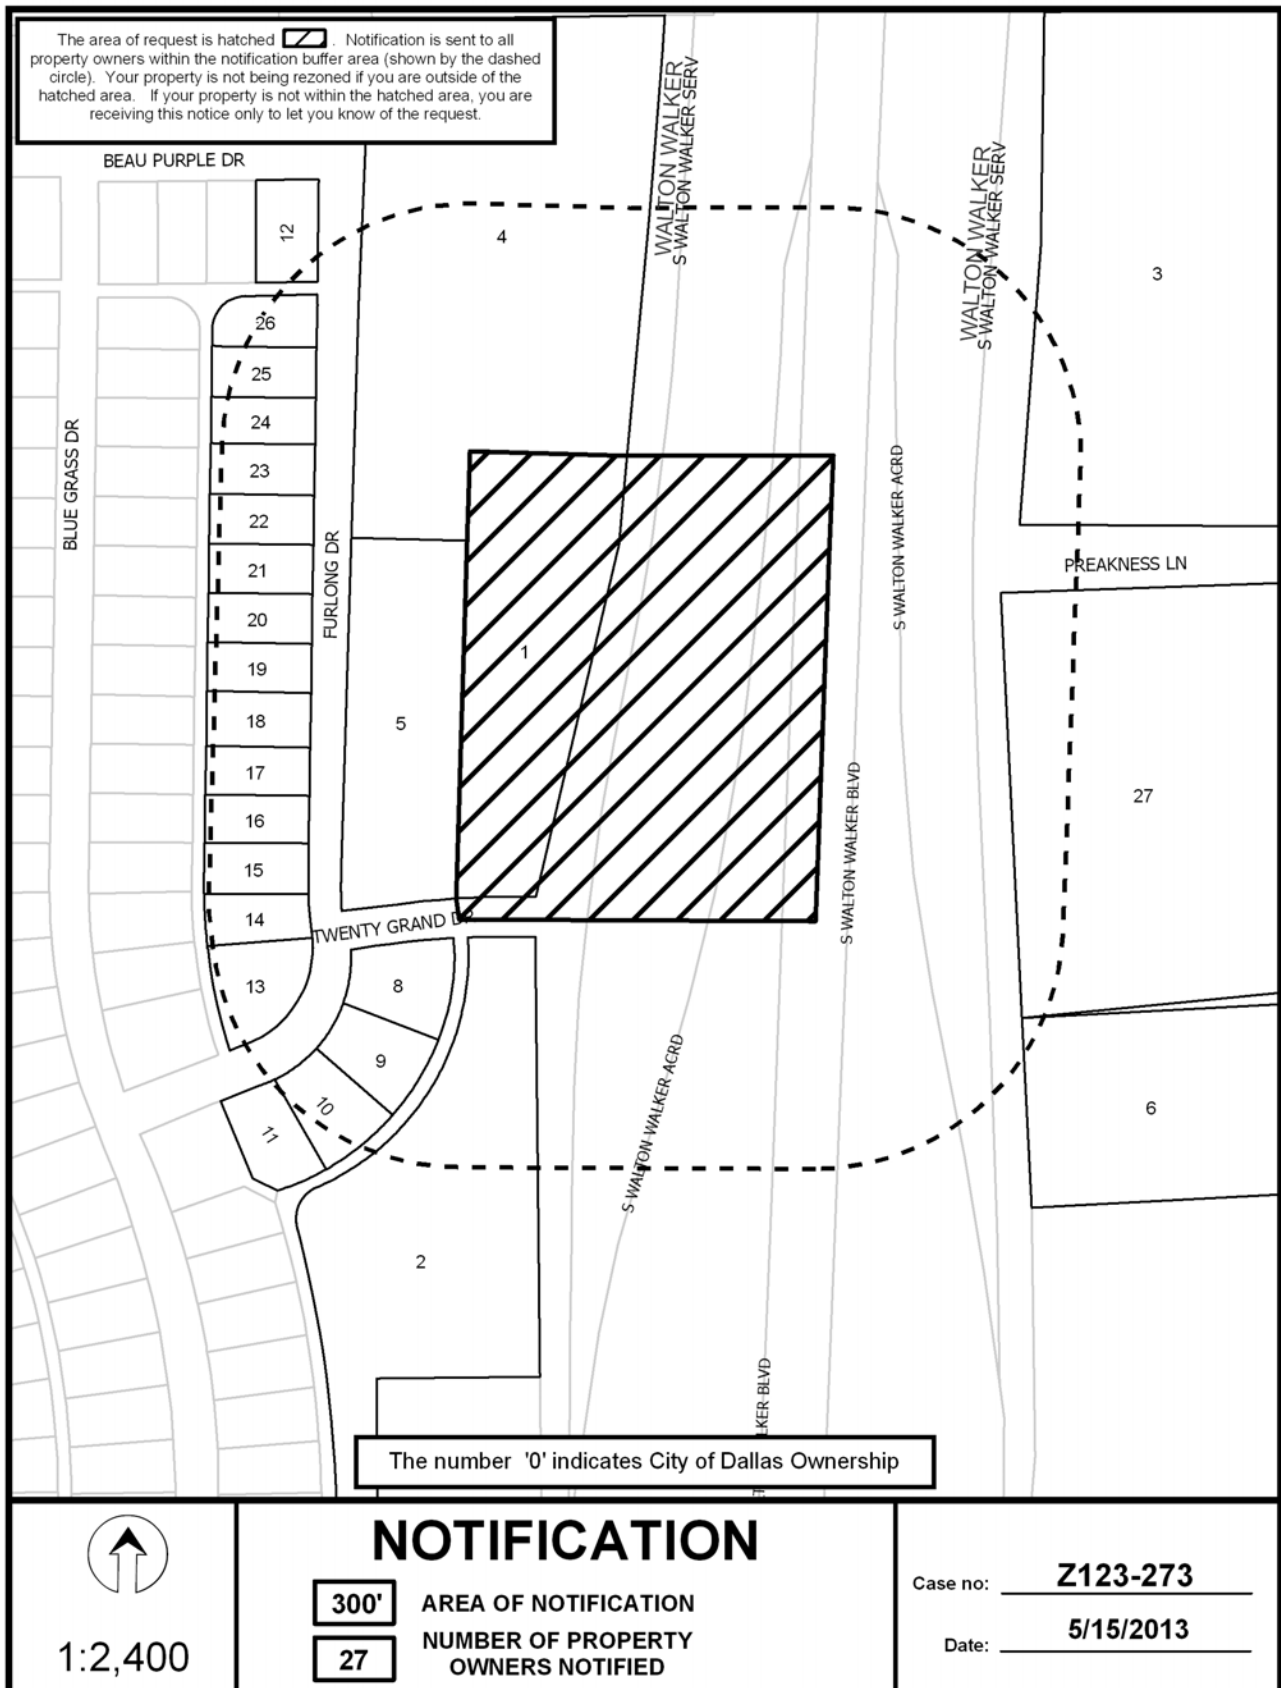 The area of request is hatched . Notification is sent to all
property owners within the notification buffer area (shown by the dashed
circle). Your property is not being rezoned if you are outside of the
hatched area. If your property is not within the hatched area, you are
receiving this notice only to let you know of the request.
BEAU PURPLE DR
WALTON WALKER
S WALTON WALKER SERV
WALTON WALKER
S WALTON WALKER SERV
12
4
3
26
25
24
23
22
21
20
19
18
17
16
15
14
13
BLUE GRASS DR
FURLONG DR
1
5
S WALTON WALKER ACRD
PREAKNESS LN
27
S WALTON WALKER BLVD
TWENTY GRAND DR
8
9
10
11
S WALTON WALKER ACRD
6
2
LKER BLVD
The number '0' indicates City of Dallas Ownership
1:2,400
NOTIFICATION
300' AREA OF NOTIFICATION
27 NUMBER OF PROPERTY
OWNERS NOTIFIED
Case no: Z123-273
Date: 5/15/2013